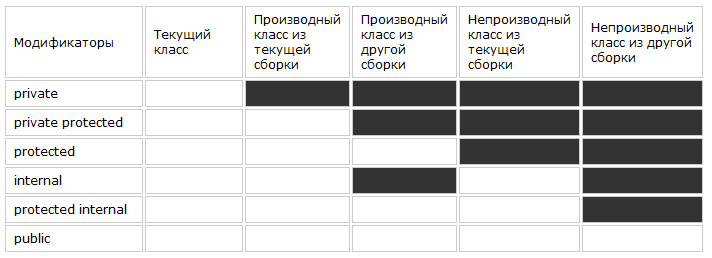 Модификаторы
Текущий
класс
Производный
класс из
текущей
сборки
Производный
класс из
другой
сборки
Непроизводный
класс из
текущей
сборки
Непроизводный
класс из другой
сборки
private
private protected
protected
internal
protected internal
public